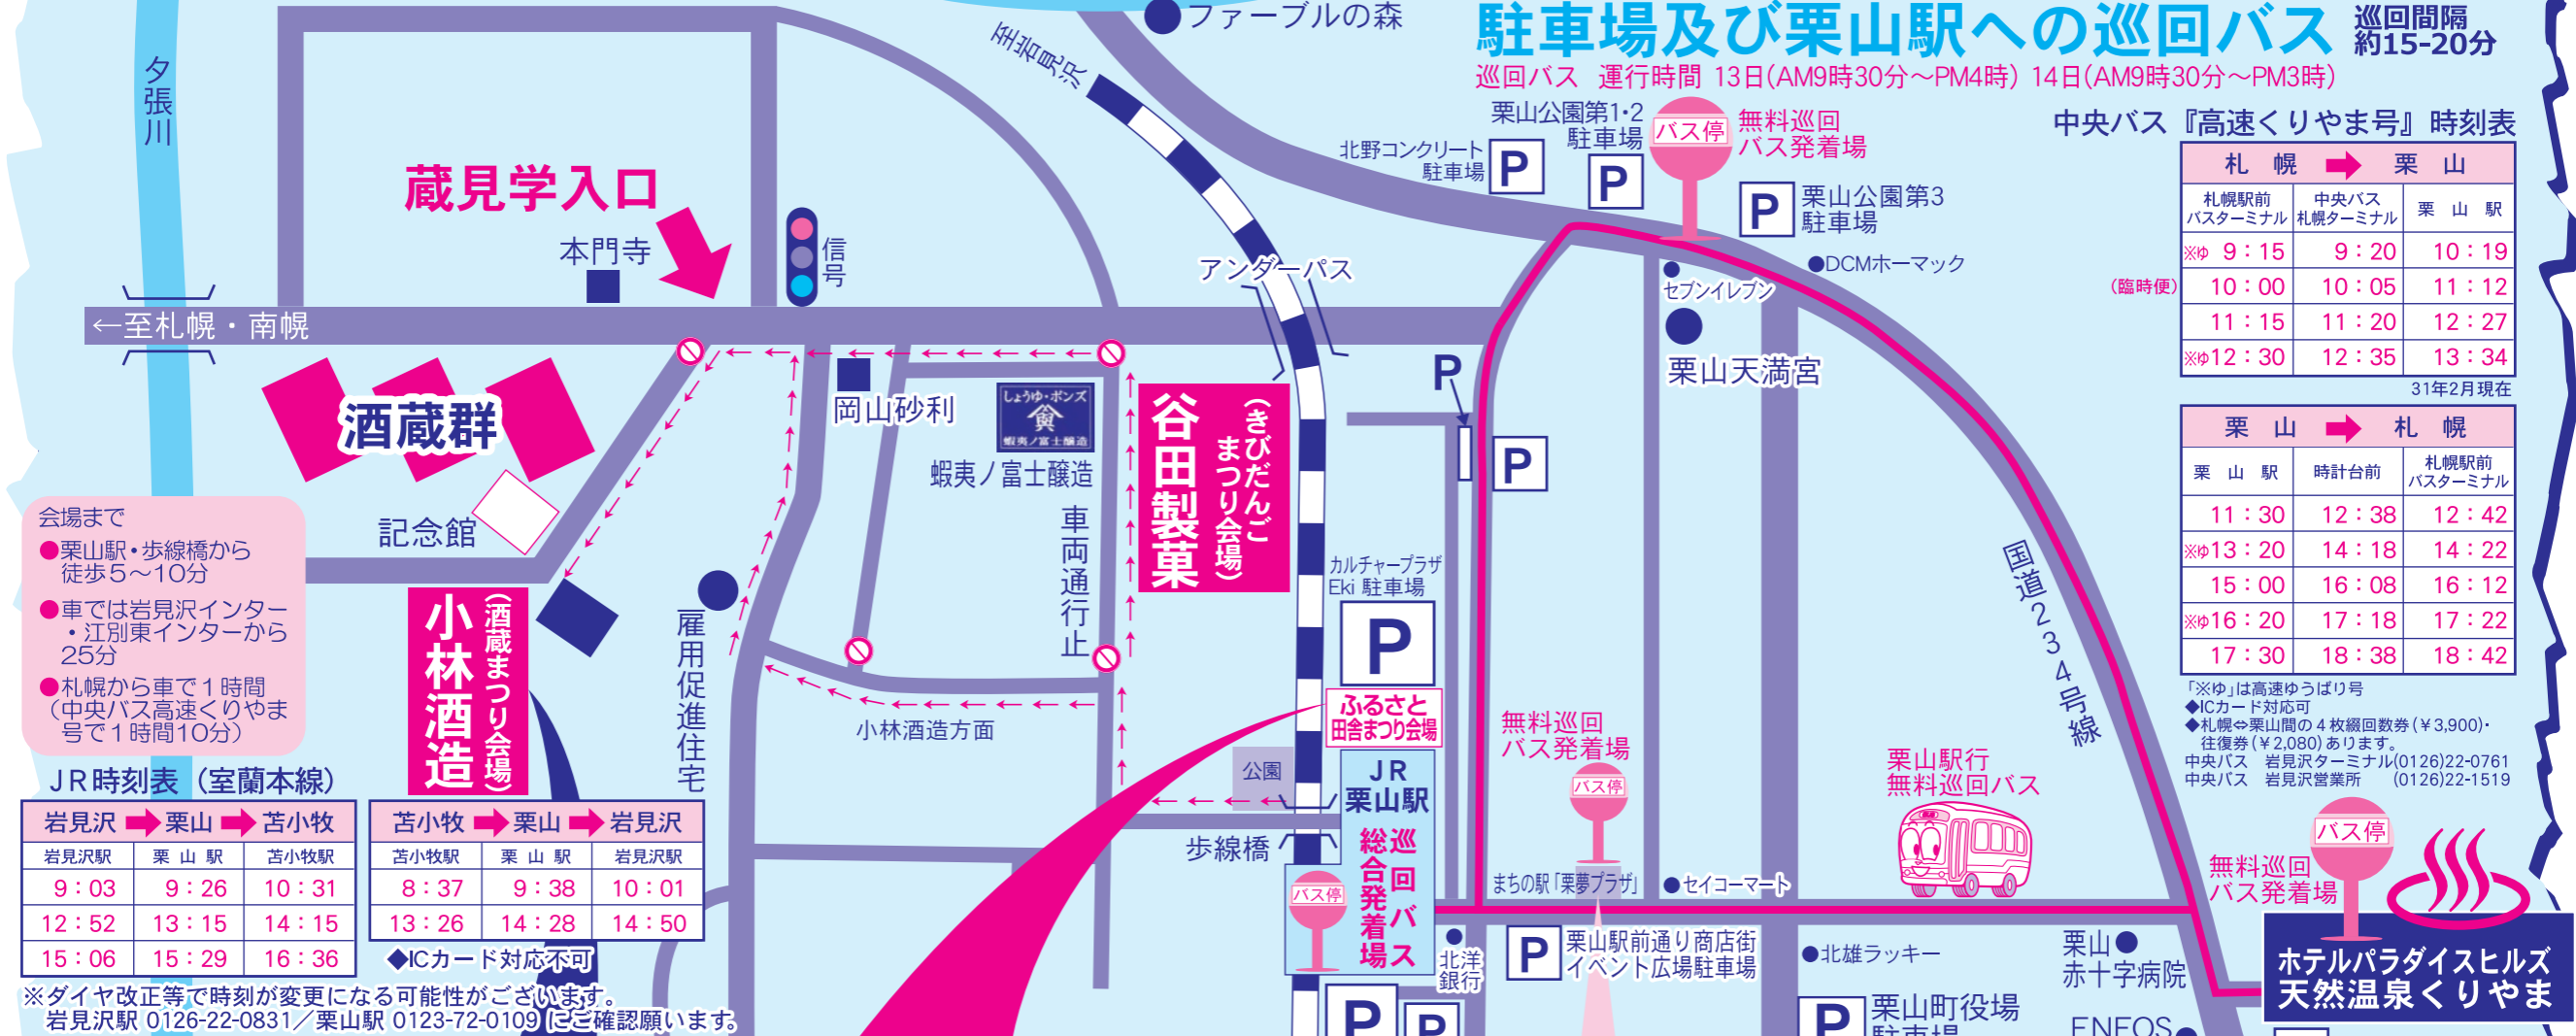 ファーブルの森
至岩見沢
駐車場及び栗山駅への巡回バス
巡回間隔
約15-20分
巡回バス 運行時間 13日(AM9時30分～PM4時) 14日(AM9時30分～PM3時)
夕張川
蔵見学入口
本門寺
信号
←至札幌・南幌
アンダーパス
北野コンクリート
駐車場
P
栗山公園第1・2
駐車場
P
バス停
無料巡回
バス発着場
P
栗山公園第3
駐車場
●DCMホーマック
セブンイレブン
栗山天満宮
中央バス『高速くりやま号』時刻表
札 幌 ➡ 栗 山
札幌駅前
バスターミナル
中央バス
札幌ターミナル
栗 山 駅
※ゆ 9：15 9：20 10：19
(臨時便) 10：00 10：05 11：12
11：15 11：20 12：27
※ゆ12：30 12：35 13：34
31年2月現在
栗 山 ➡ 札 幌
栗 山 駅
時計台前
札幌駅前
バスターミナル
11：30 12：38 12：42
※ゆ13：20 14：18 14：22
15：00 16：08 16：12
※ゆ16：20 17：18 17：22
17：30 18：38 18：42
「※ゆ」は高速ゆうばり号
◆ICカード対応可
◆札幌⇔栗山間の４枚綴回数券(￥3,900)・
往復券(￥2,080)あります。
中央バス 岩見沢ターミナル(0126)22-0761
中央バス 岩見沢営業所 (0126)22-1519
酒蔵群
記念館
岡山砂利
しょうゆ・ポンズ
蝦夷ノ富士醸造
蝦夷ノ富士醸造
車両通行止
谷田製菓
(きびだんご
まつり会場)
P
P
カルチャープラザ
Eki 駐車場
P
ふるさと
田舎まつり会場
会場まで
●栗山駅・歩線橋から
徒歩５～10分
●車では岩見沢インター
・江別東インターから
25分
●札幌から車で１時間
（中央バス高速くりやま
号で１時間10分）
小林酒造
(酒蔵まつり会場)
雇用促進住宅
小林酒造方面
公園
歩線橋
JR
栗山駅
巡回バス
総合発着場
バス停
国道234号線
無料巡回
バス発着場
バス停
まちの駅「栗夢プラザ」
●セイコーマート
栗山駅行
無料巡回バス
バス停
無料巡回
バス発着場
ホテルパラダイスヒルズ
天然温泉くりやま
北洋
銀行
P
栗山駅前通り商店街
イベント広場駐車場
●北雄ラッキー
栗山
赤十字病院
P
P
P
栗山町役場
駐車場
ENEOS
ＪＲ時刻表（室蘭本線）
岩見沢 ➡ 栗山 ➡ 苫小牧
岩見沢駅 栗 山 駅 苫小牧駅
9：03 9：26 10：31
12：52 13：15 14：15
15：06 15：29 16：36
苫小牧 ➡ 栗山 ➡ 岩見沢
苫小牧駅 栗 山 駅 岩見沢駅
8：37 9：38 10：01
13：26 14：28 14：50
◆ICカード対応不可
※ダイヤ改正等で時刻が変更になる可能性がございます。
岩見沢駅 0126-22-0831／栗山駅 0123-72-0109 にご確認願います。